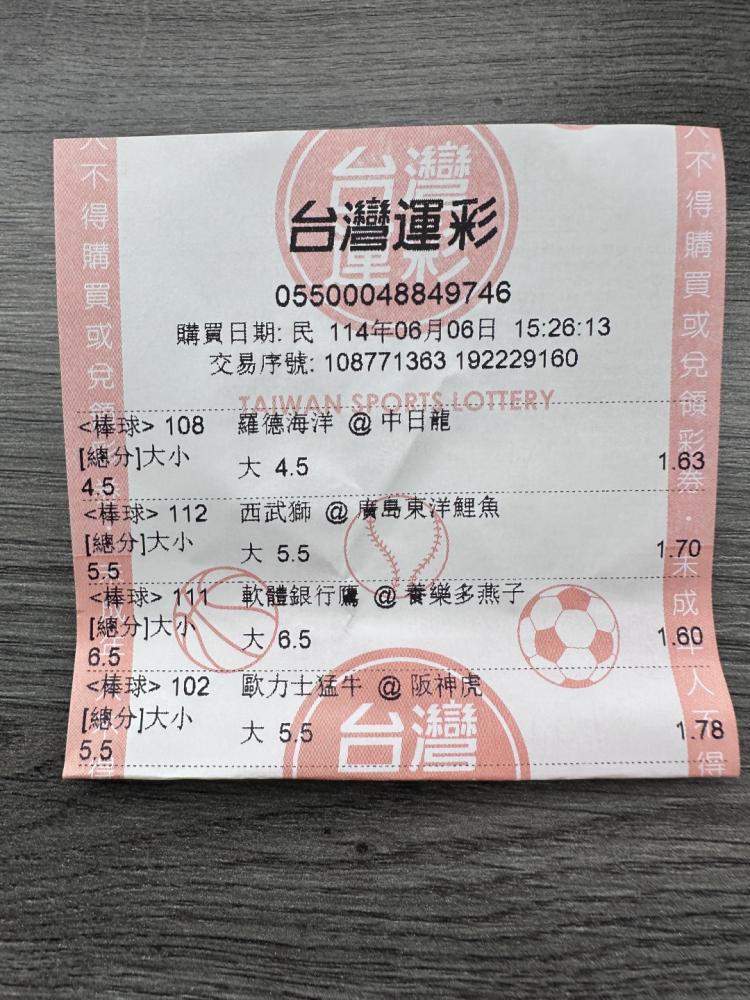 台灣
運彩
台灣運彩
05500048849746
購買日期: 民 114年06月06日 15:26:13
交易序號: 108771363 192229160
TAIWAN SPORTS LOTTERY
<棒球> 108 羅德海洋 @ 中日龍
[總分]大小 大 4.5 1.63
4.5
<棒球> 112 西武獅 @ 廣島東洋鯉魚
[總分]大小 大 5.5 1.70
5.5
<棒球> 111 軟體銀行鷹 @ 養樂多燕子
[總分]大小 大 6.5 1.60
6.5
<棒球> 102 歐力士猛牛 @ 阪神虎
[總分]大小 大 5.5 1.78
5.5
台灣
人不得購買或兌領
人不得購買或兌領彩券·未成年人不得